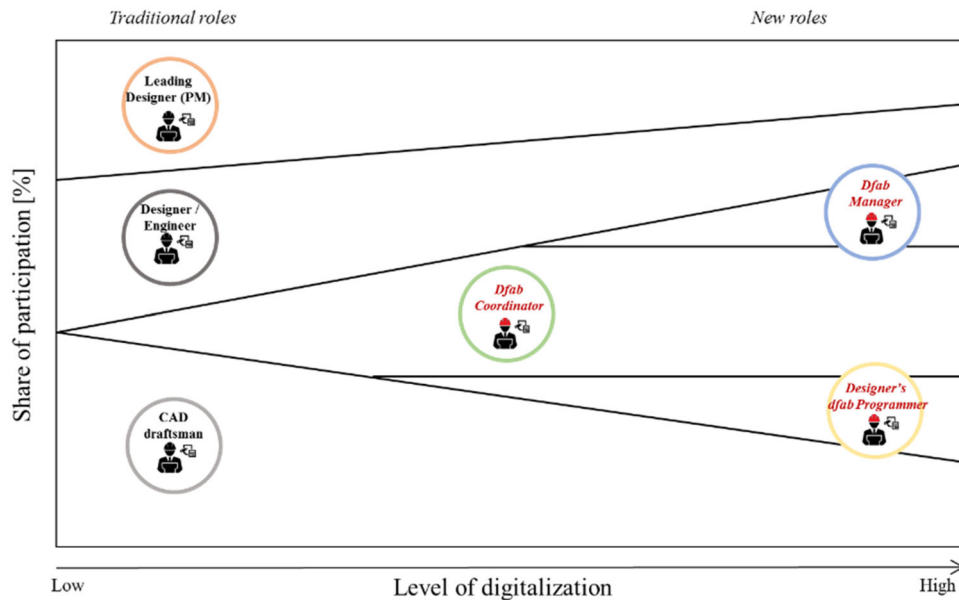 Traditional roles
New roles
Leading
Designer (PM)
Designer /
Engineer
Dfab
Manager
Dfab
Coordinator
Designer's
dfab Programmer
CAD
draftsman
Share of participation [%]
Low
Level of digitalization
High